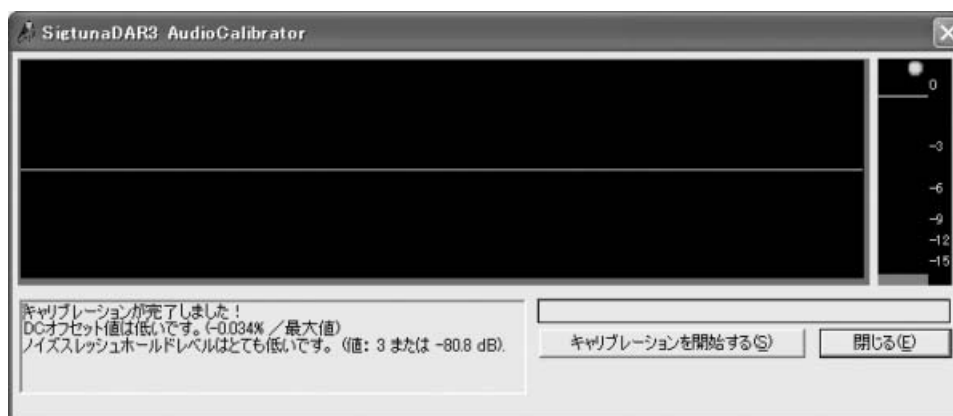 SigtunaDAR3 AudioCalibrator
0
-3
-6
-9
-12
-15
キャリブレーションが完了しました！
DCオフセット値は低いです。(-0.034% ／最大値)
ノイズスレッショホールドレベルはとても低いです。 (値: 3 または -80.8 dB).
キャリブレーションを開始する(S)
閉じる(E)